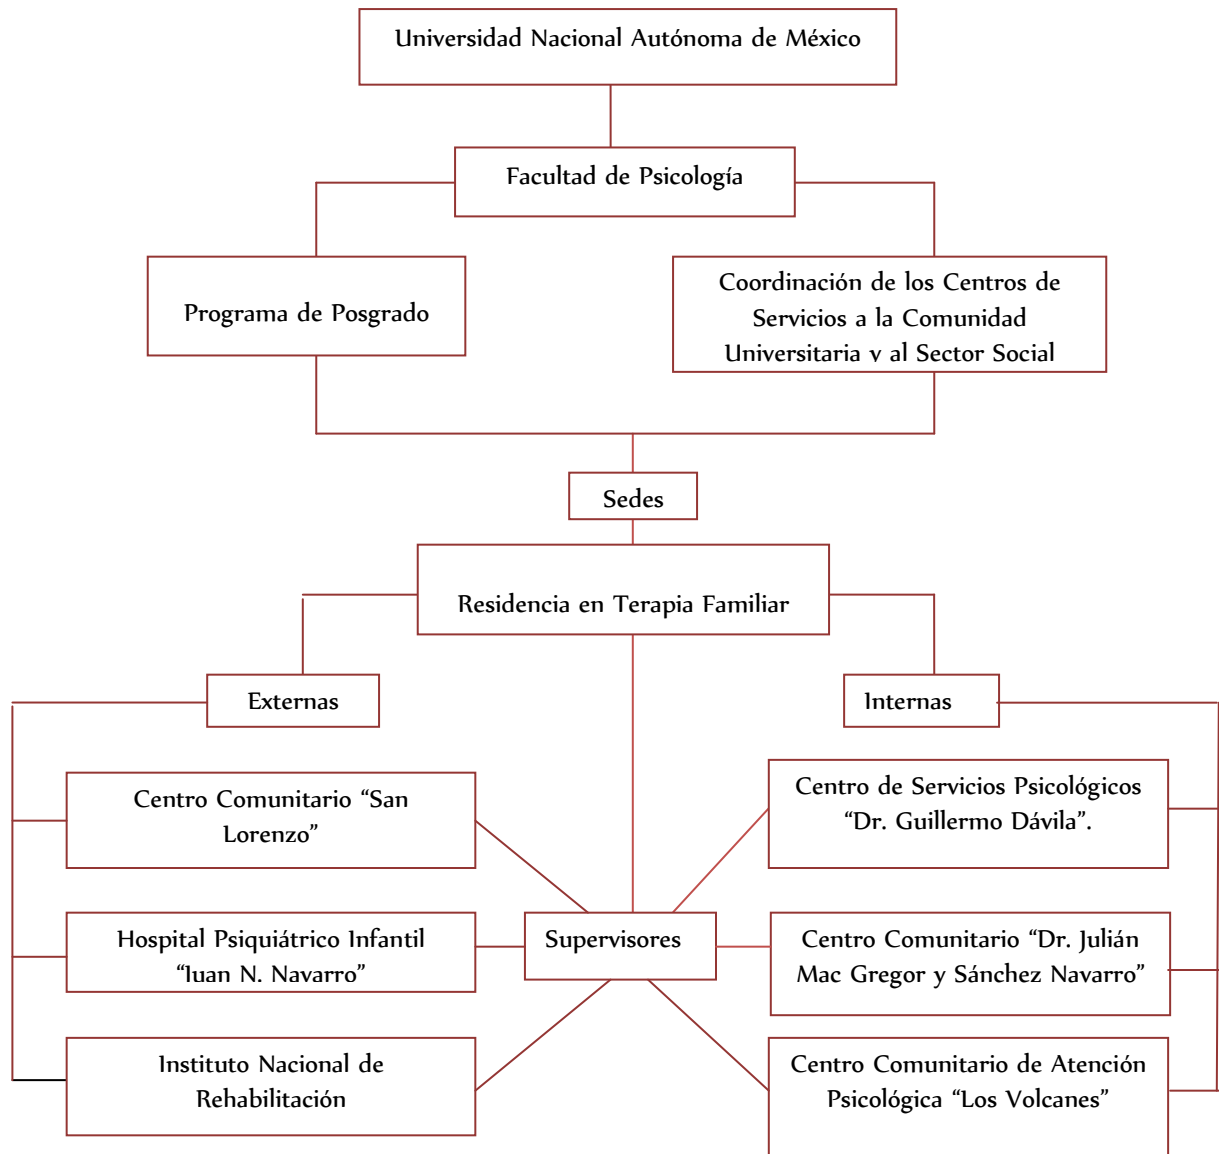 Universidad Nacional Autónoma de México
Facultad de Psicología
Programa de Posgrado
Coordinación de los Centros de
Servicios a la Comunidad
Universitaria y al Sector Social
Sedes
Residencia en Terapia Familiar
Externas
Internas
Centro Comunitario “San
Lorenzo”
Centro de Servicios Psicológicos
“Dr. Guillermo Dávila”.
Hospital Psiquiátrico Infantil
“Juan N. Navarro”
Supervisores
Centro Comunitario “Dr. Julián
Mac Gregor y Sánchez Navarro”
Instituto Nacional de
Rehabilitación
Centro Comunitario de Atención
Psicológica “Los Volcanes”